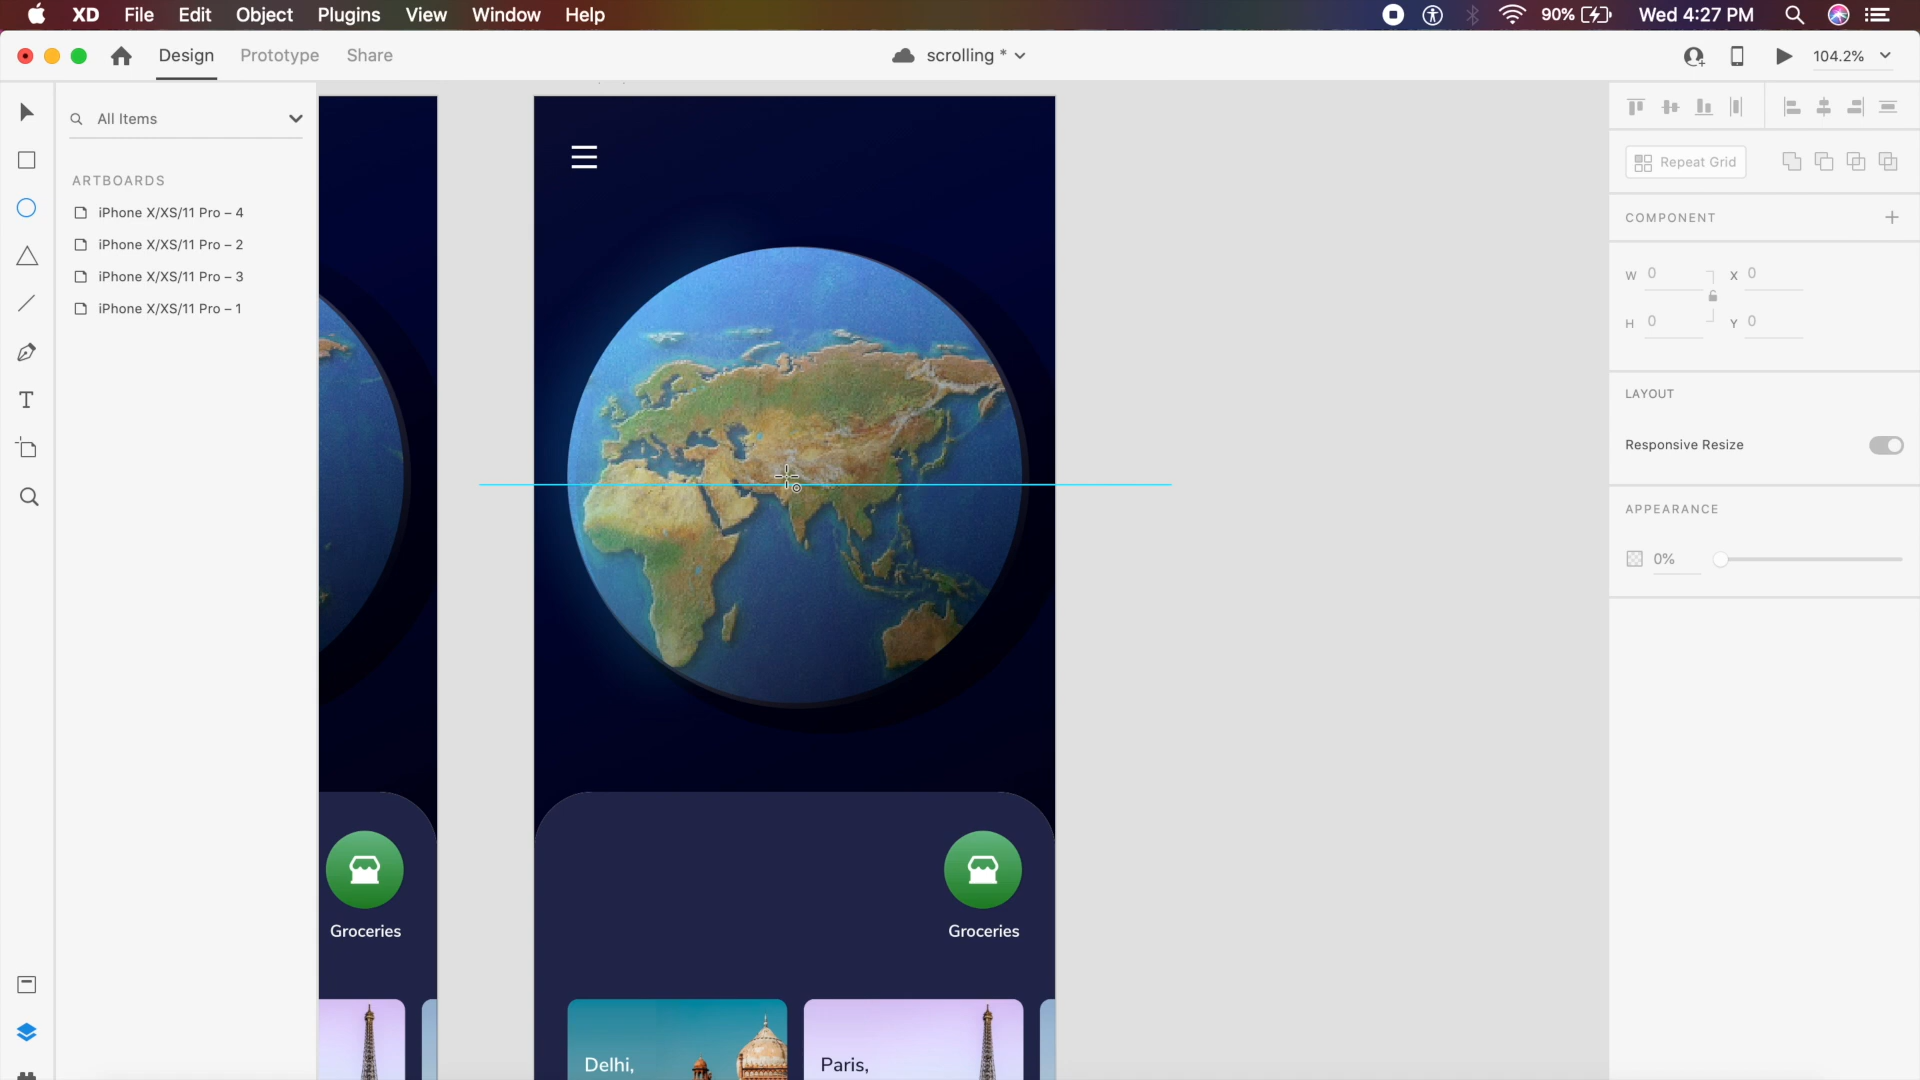 XD File Edit Object Plugins View Window Help 90% Wed 4:27 PM
Design Prototype Share scrolling * 104.2%
All Items
ARTBOARDS
iPhone X/XS/11 Pro – 4
iPhone X/XS/11 Pro – 2
iPhone X/XS/11 Pro – 3
iPhone X/XS/11 Pro – 1
Repeat Grid
COMPONENT
W 0 X 0
H 0 Y 0
LAYOUT
Responsive Resize
APPEARANCE
0%
Groceries Groceries
Delhi, Paris,